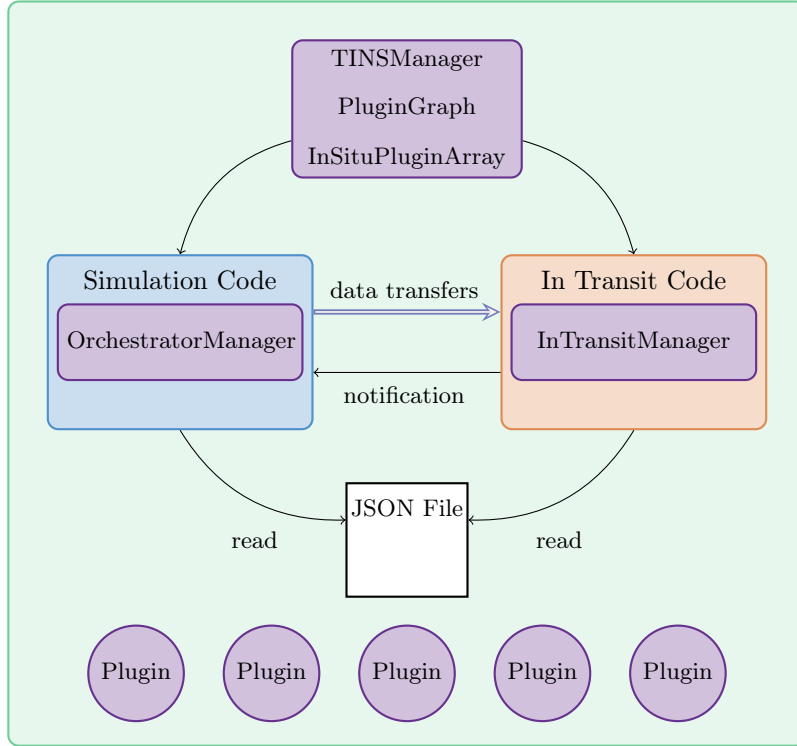 TINSManager
PluginGraph
InSituPluginArray
Simulation Code
OrchestratorManager
data transfers
In Transit Code
InTransitManager
notification
JSON File
read
read
Plugin
Plugin
Plugin
Plugin
Plugin